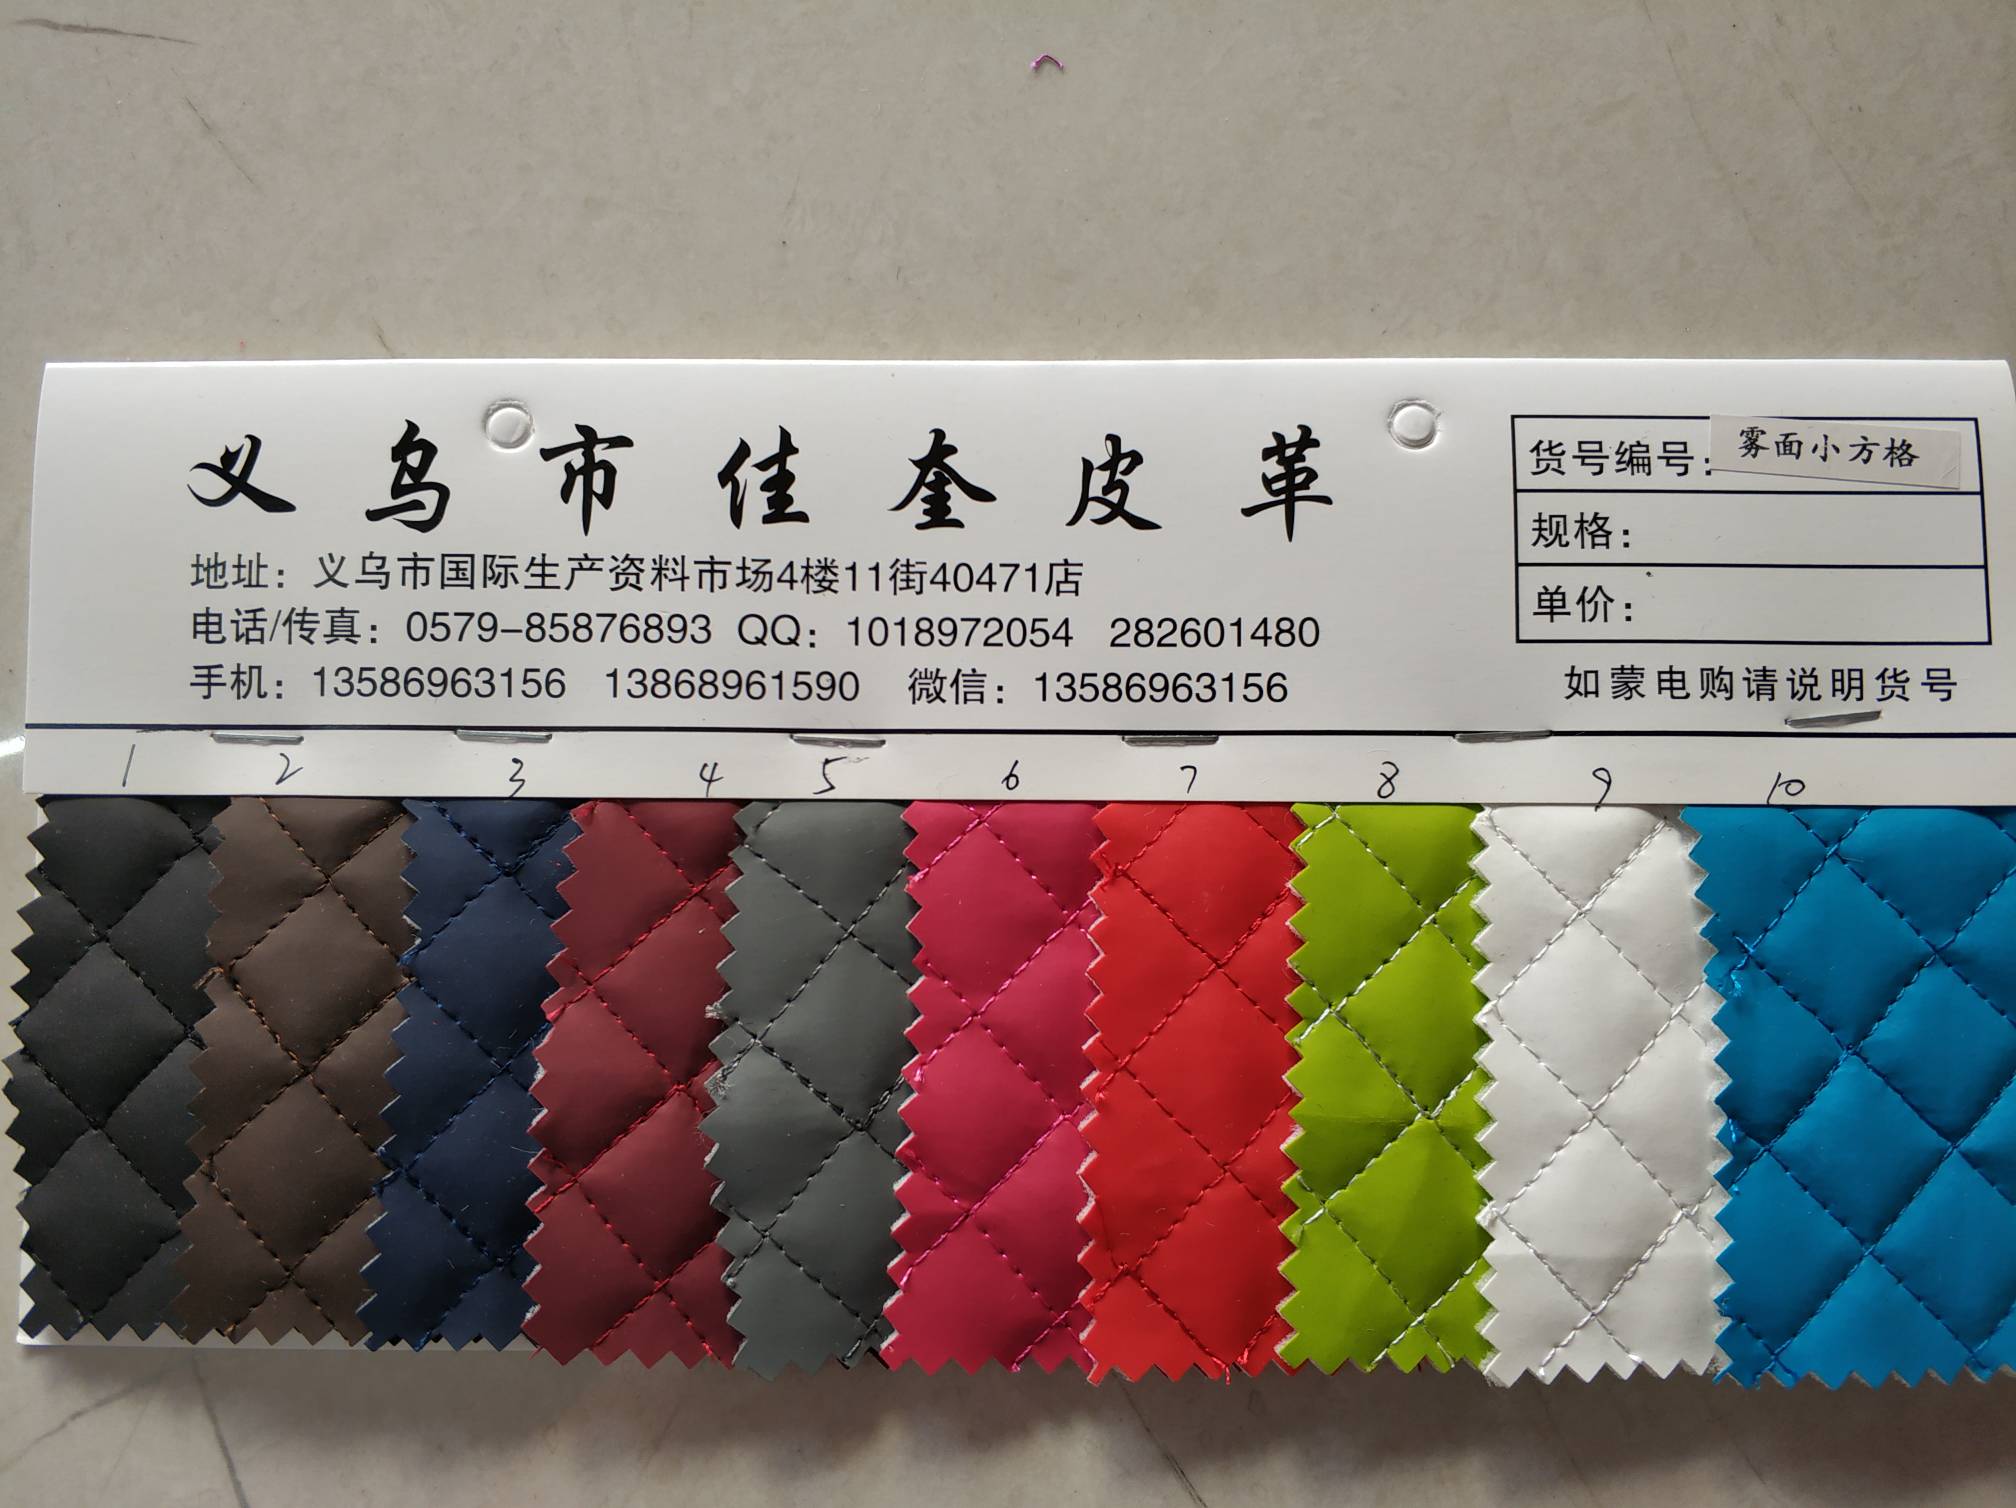 义乌市佳奎皮革
地址：义乌市国际生产资料市场4楼11街40471店
电话/传真：0579-85876893 QQ：1018972054 282601480
手机：13586963156 13868961590 微信：13586963156
货号编号：雾面小方格
规格：
单价：
如蒙电购请说明货号
1 2 3 4 5 6 7 8 9 10